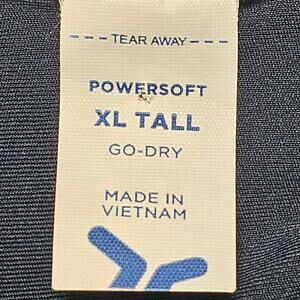 --- TEAR AWAY ---
POWERSOFT
XL TALL
GO-DRY
MADE IN
VIETNAM